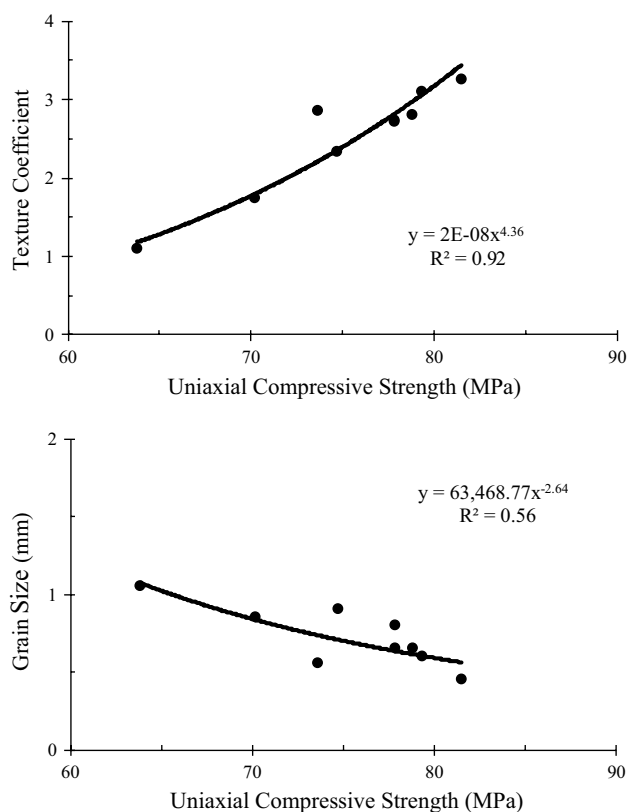 4
3
2
1
0
Texture Coefficient
y = 2E-08x^4.36
R² = 0.92
60 70 80 90
Uniaxial Compressive Strength (MPa)
2
1
0
Grain Size (mm)
y = 63,468.77x^-2.64
R² = 0.56
60 70 80 90
Uniaxial Compressive Strength (MPa)